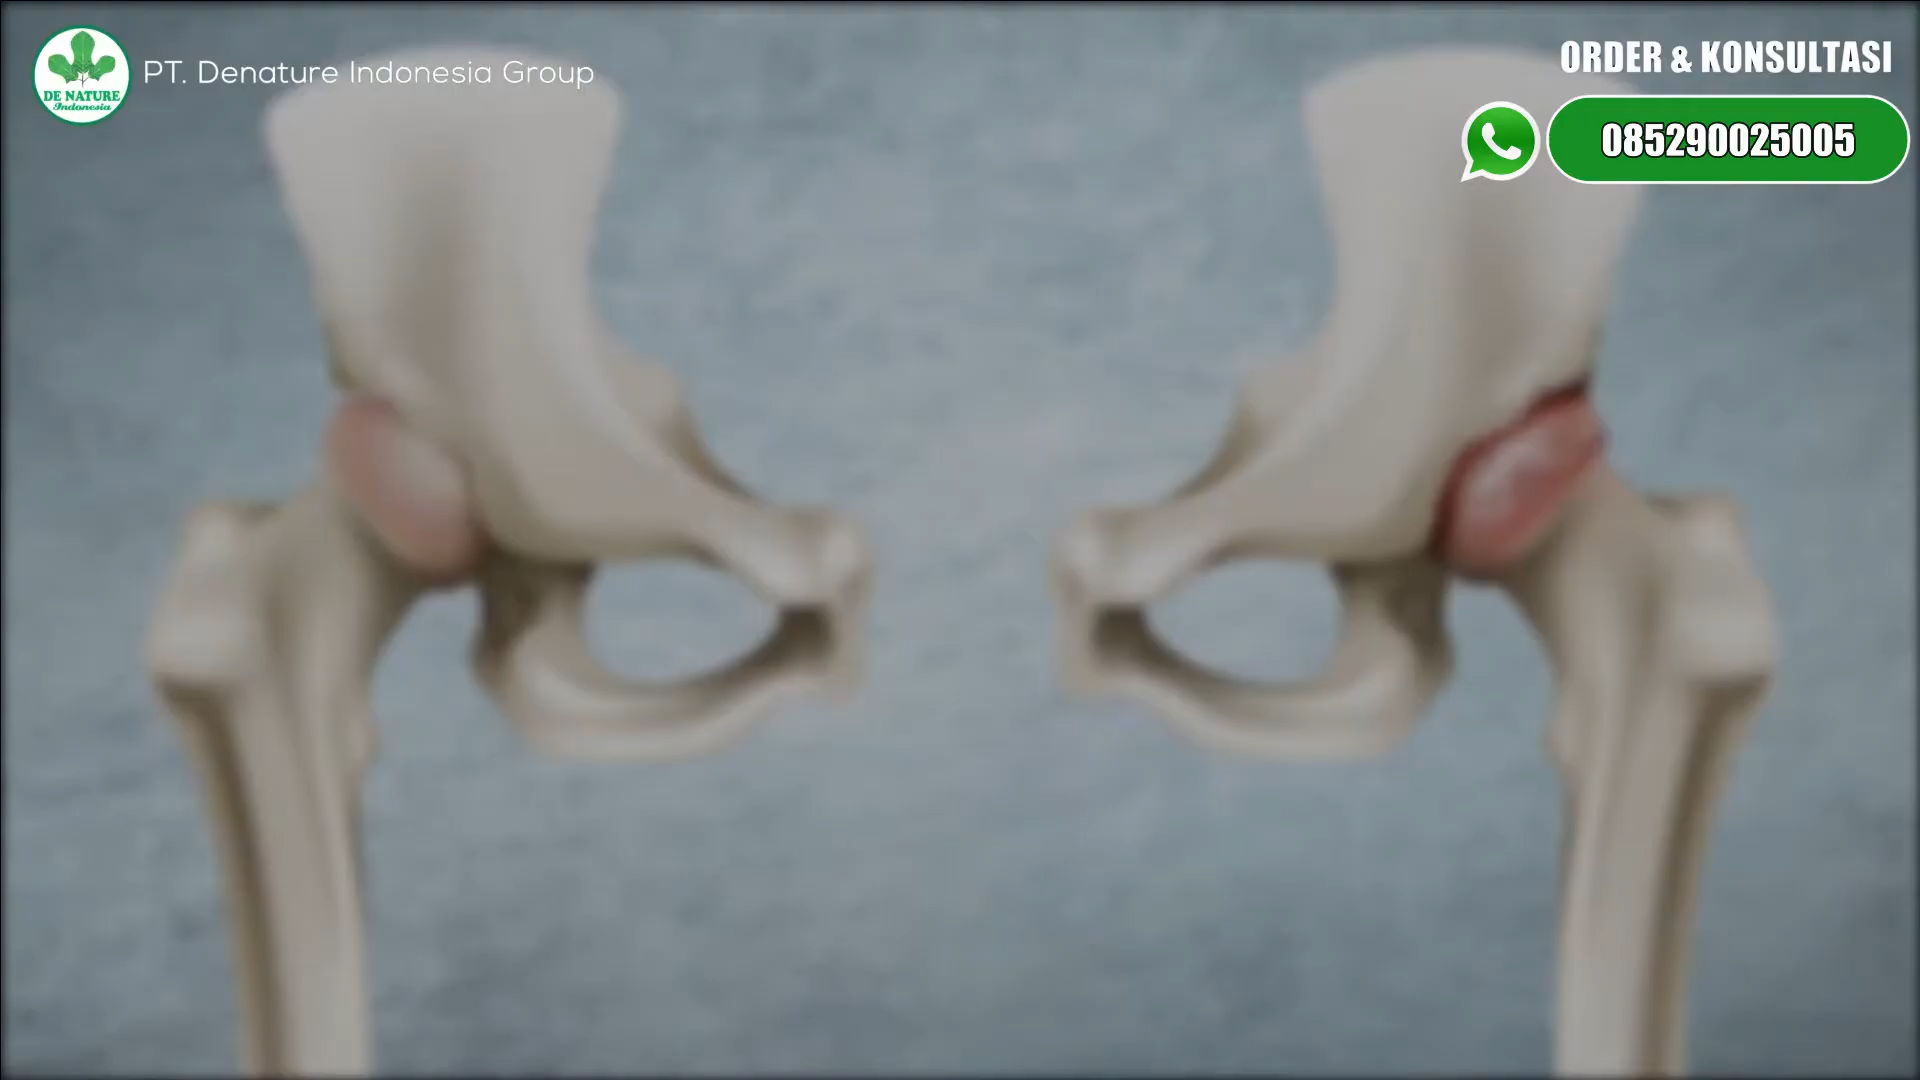 DE NATURE
Indonesia
PT. Denature Indonesia Group
ORDER & KONSULTASI
085290025005